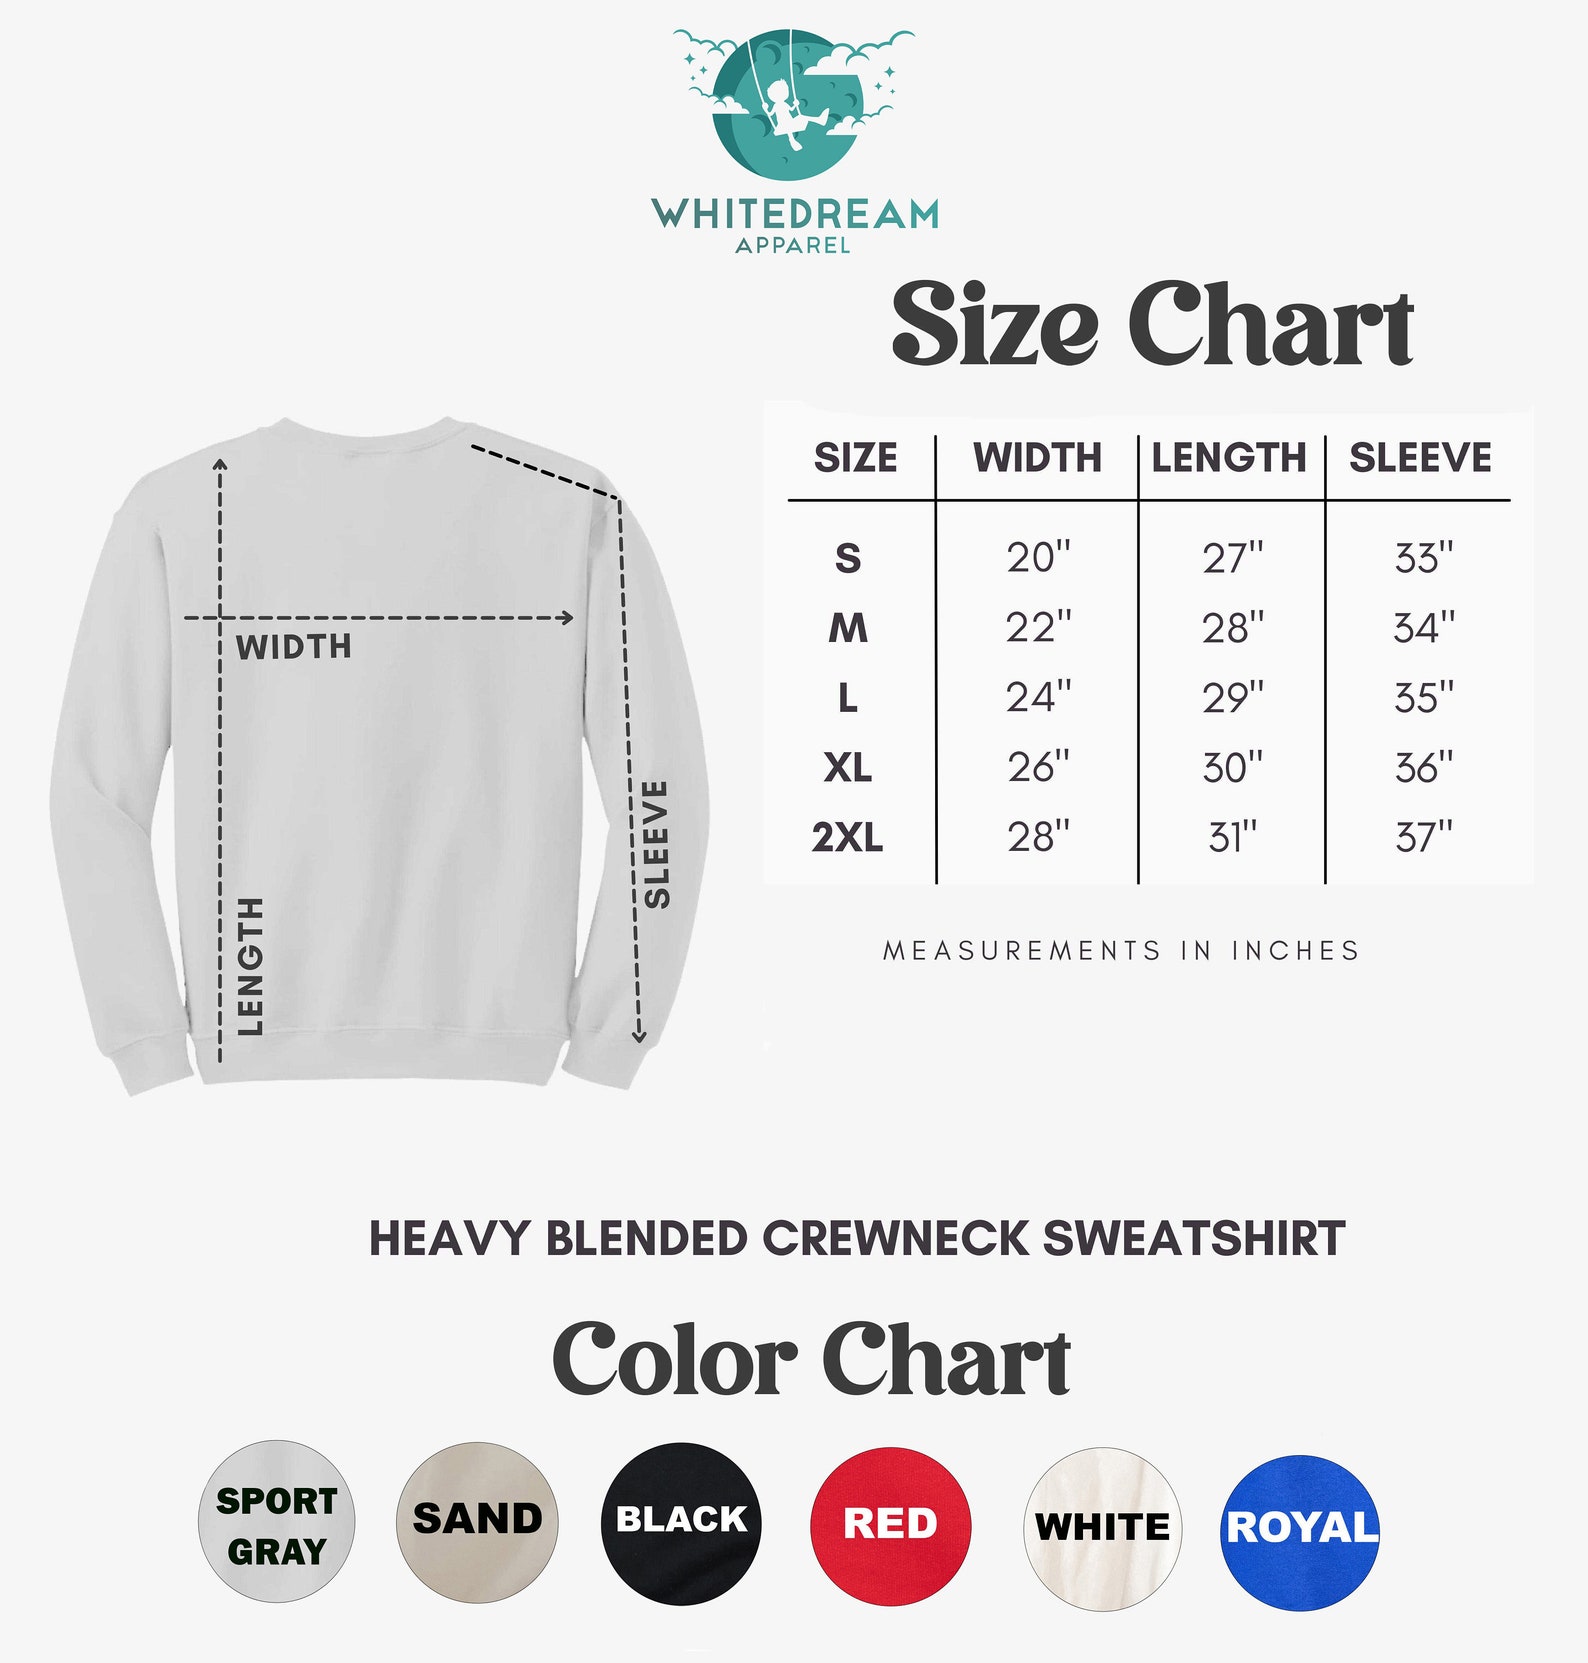 WHITEDREAM
APPAREL
Size Chart
SIZE WIDTH LENGTH SLEEVE
S 20" 27" 33"
M 22" 28" 34"
L 24" 29" 35"
XL 26" 30" 36"
2XL 28" 31" 37"
MEASUREMENTS IN INCHES
WIDTH
LENGTH
SLEEVE
HEAVY BLENDED CREWNECK SWEATSHIRT
Color Chart
SPORT
GRAY
SAND
BLACK
RED
WHITE
ROYAL